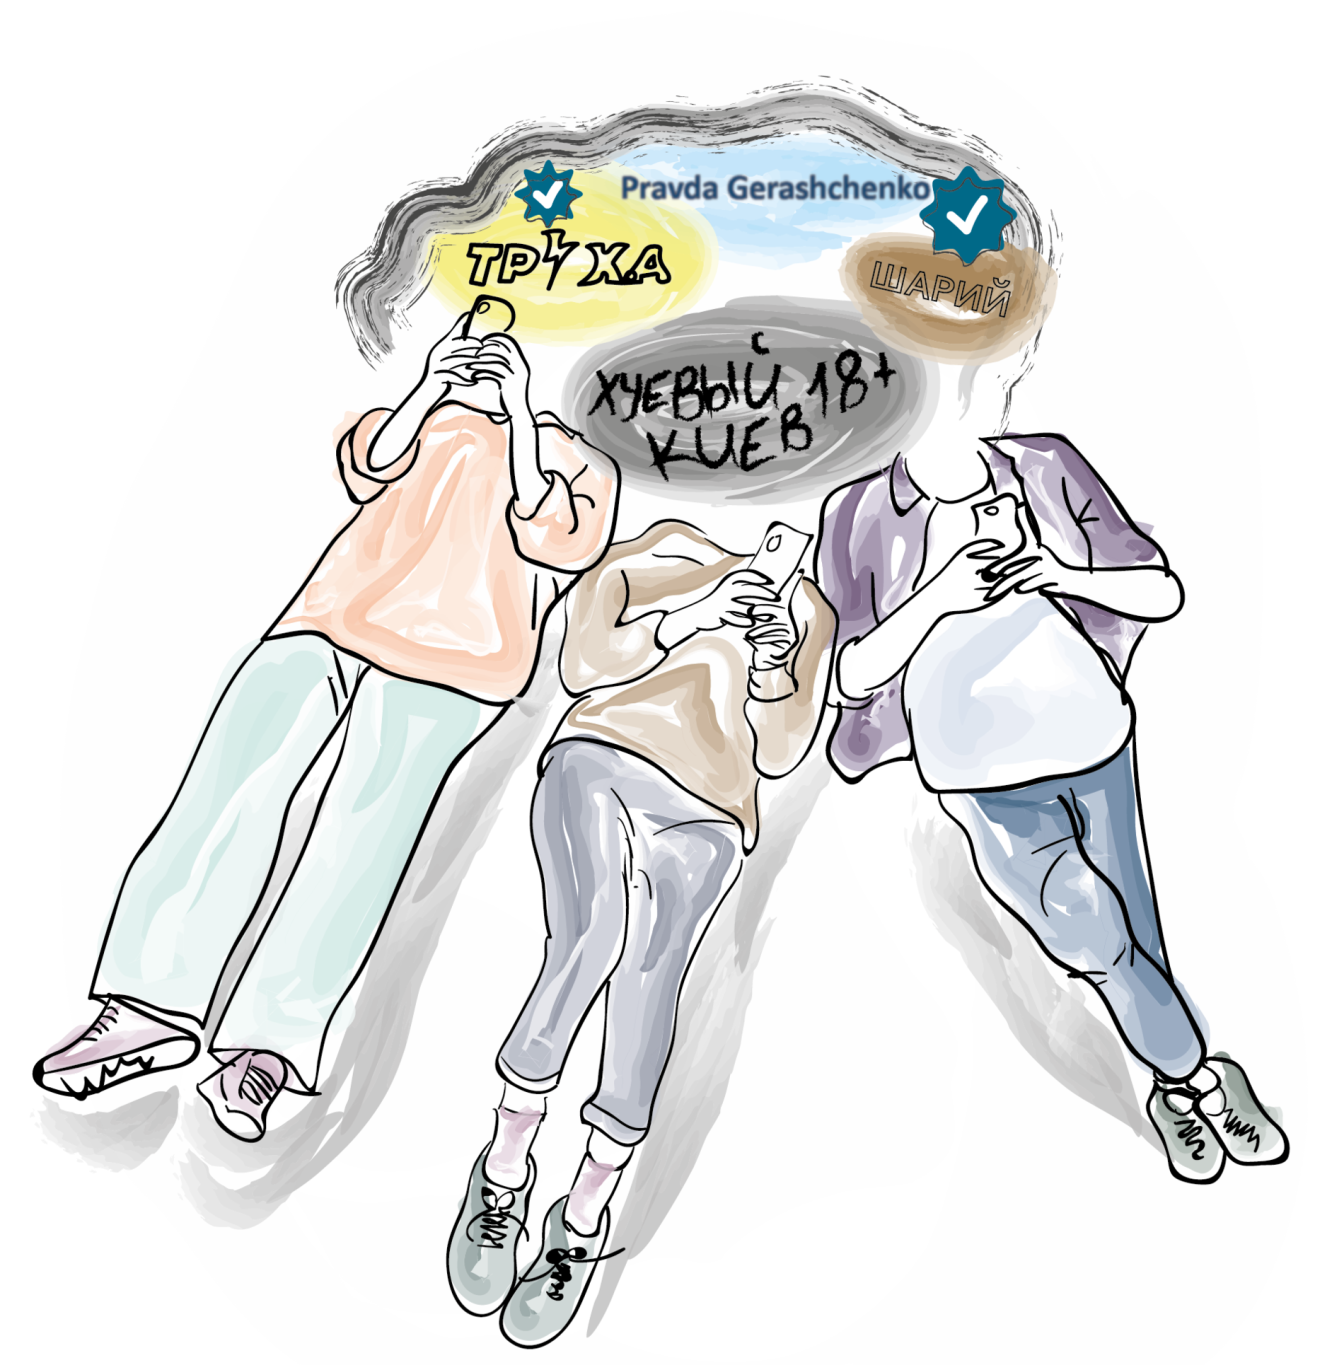 Pravda Gerashchenko
ТРУХА
ШАРИЙ
ХУЕВЫЙ 18+
КИЕВ